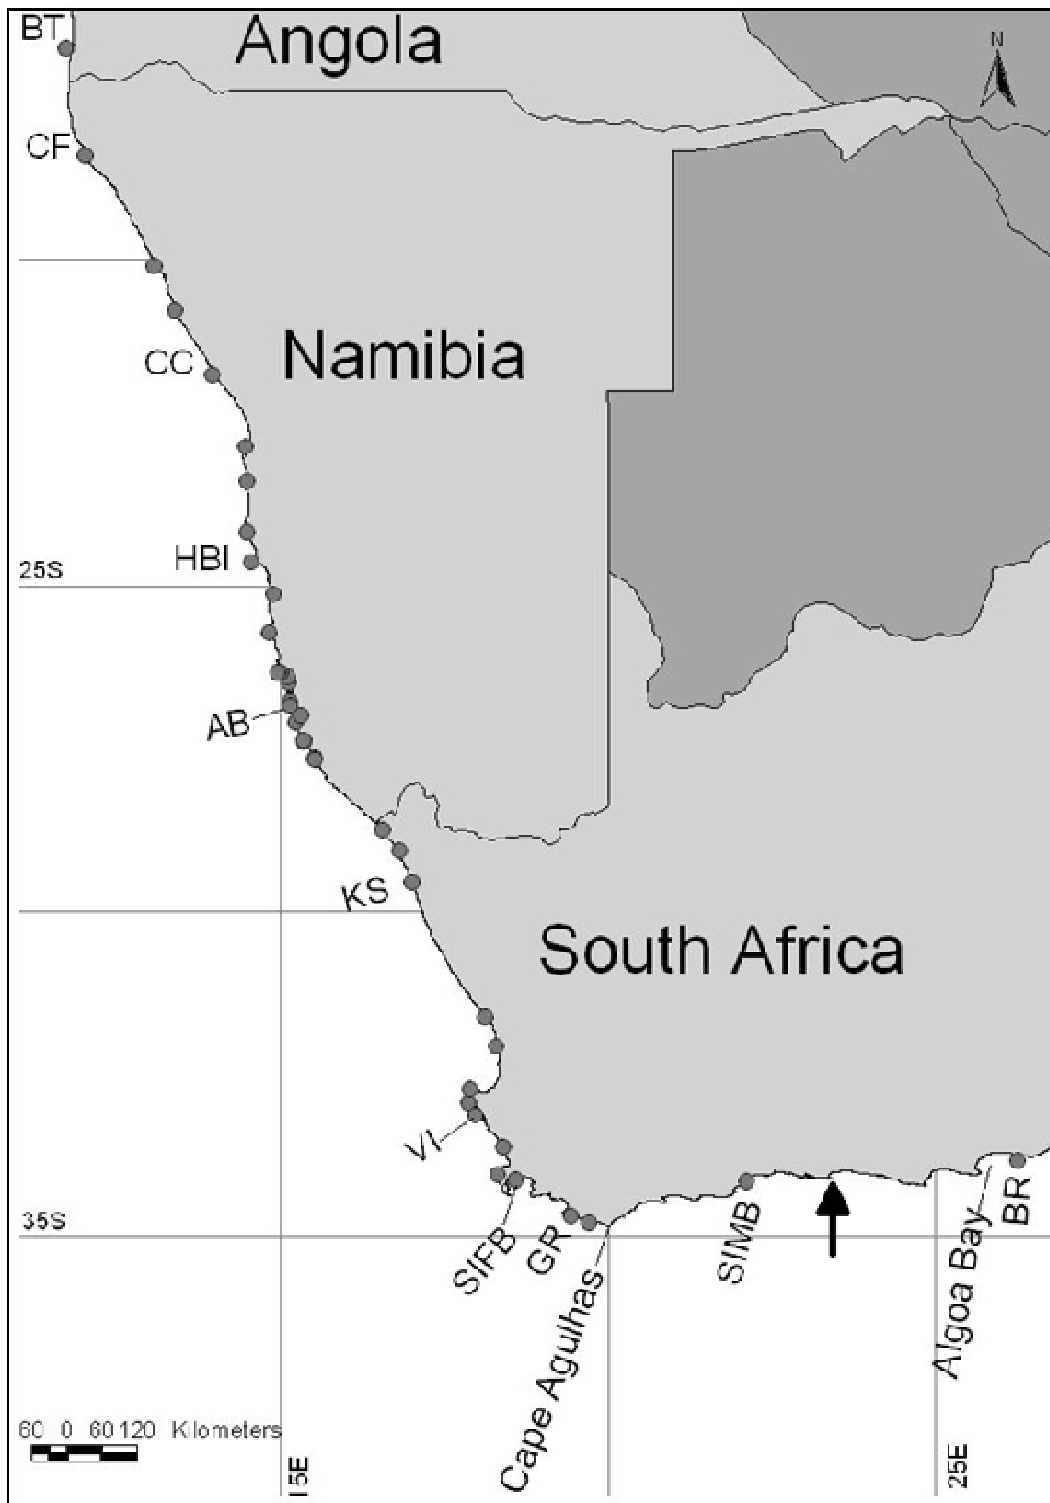 BT
Angola
N
CF
Namibia
CC
HBI
25S
AB
KS
South Africa
VI
35S
SIFB
GR
Cape Agulhas
SIMB
Algoa Bay
BR
60 0 60 120 Kilometers
15E
25E